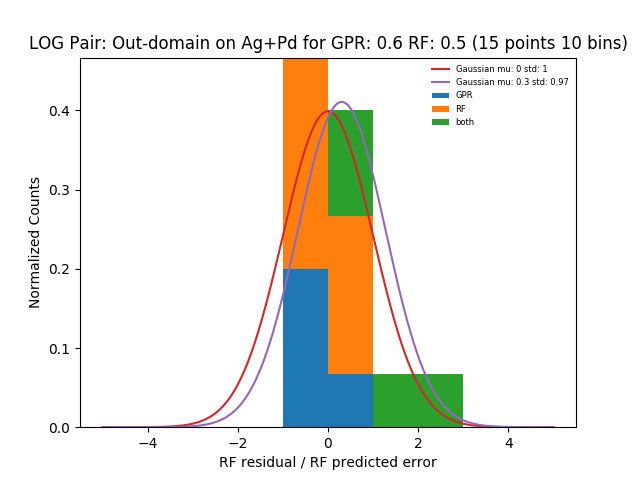 LOG Pair: Out-domain on Ag+Pd for GPR: 0.6 RF: 0.5 (15 points 10 bins)
Gaussian mu: 0 std: 1
Gaussian mu: 0.3 std: 0.97
GPR
RF
both
Normalized Counts
0.4
0.3
0.2
0.1
0.0
−4 −2 0 2 4
RF residual / RF predicted error